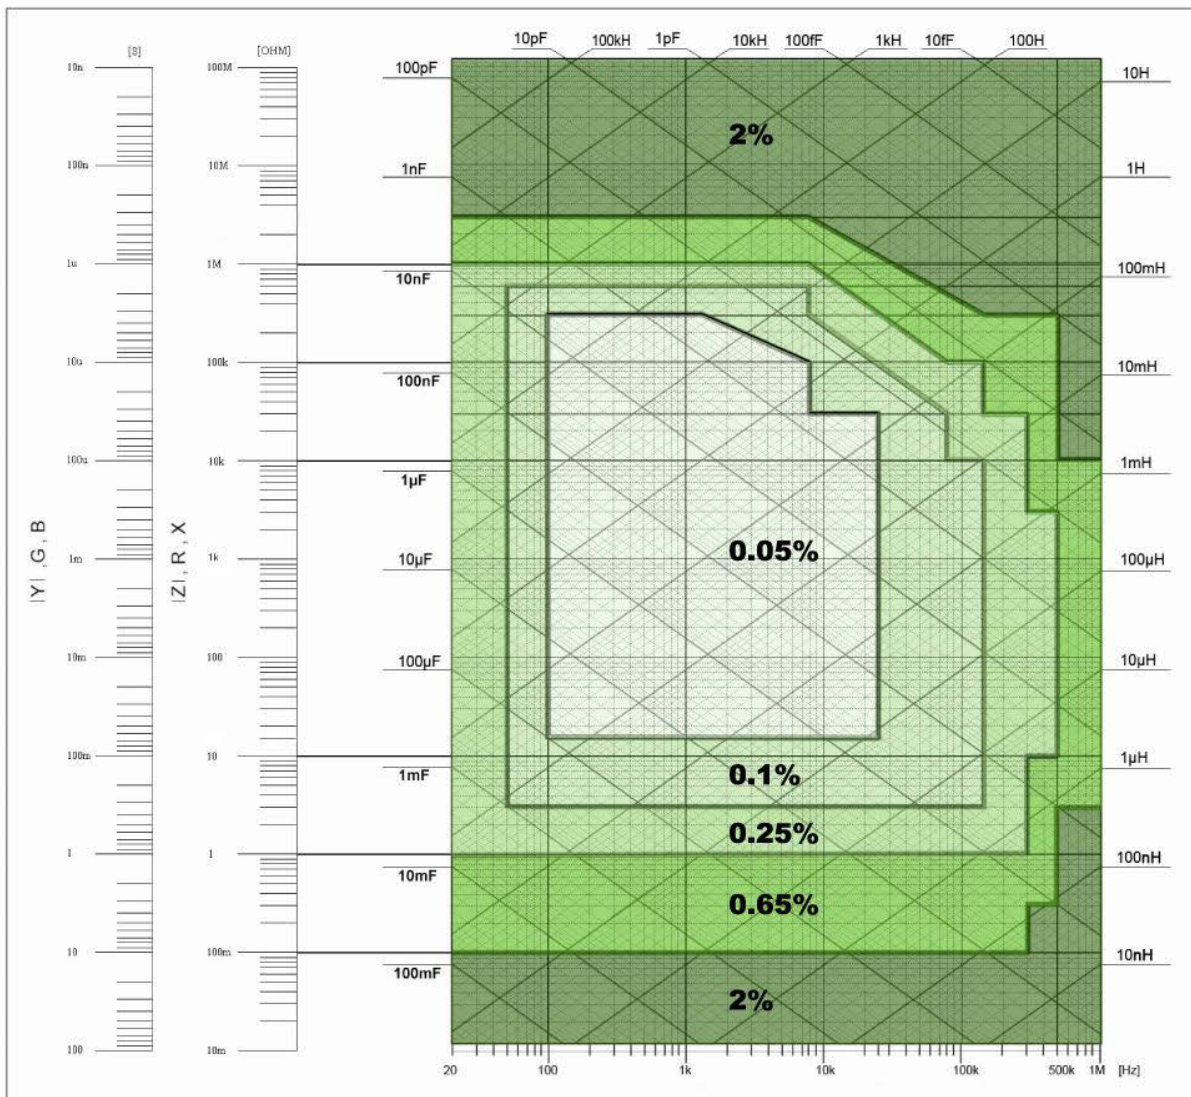 10pF 100kH 1pF 10kH 100fF 1kH 10fF 100H
[S] [OHM]
10n 100M 100pF 10H
2%
100n 10M 1nF 1H
1u 1M 10nF 100mH
10u 100k 100nF 10mH
100u 10k 1µF 1mH
|Y| ,G , B
|Z| , R , X
0.05%
1m 1k 10µF 100µH
10m 100 100µF 10µH
100m 10 1mF 1µH
0.1%
0.25%
1 1 10mF 100nH
0.65%
10 100m 100mF 10nH
2%
100 10m
20 100 1k 10k 100k 500k 1M [Hz]